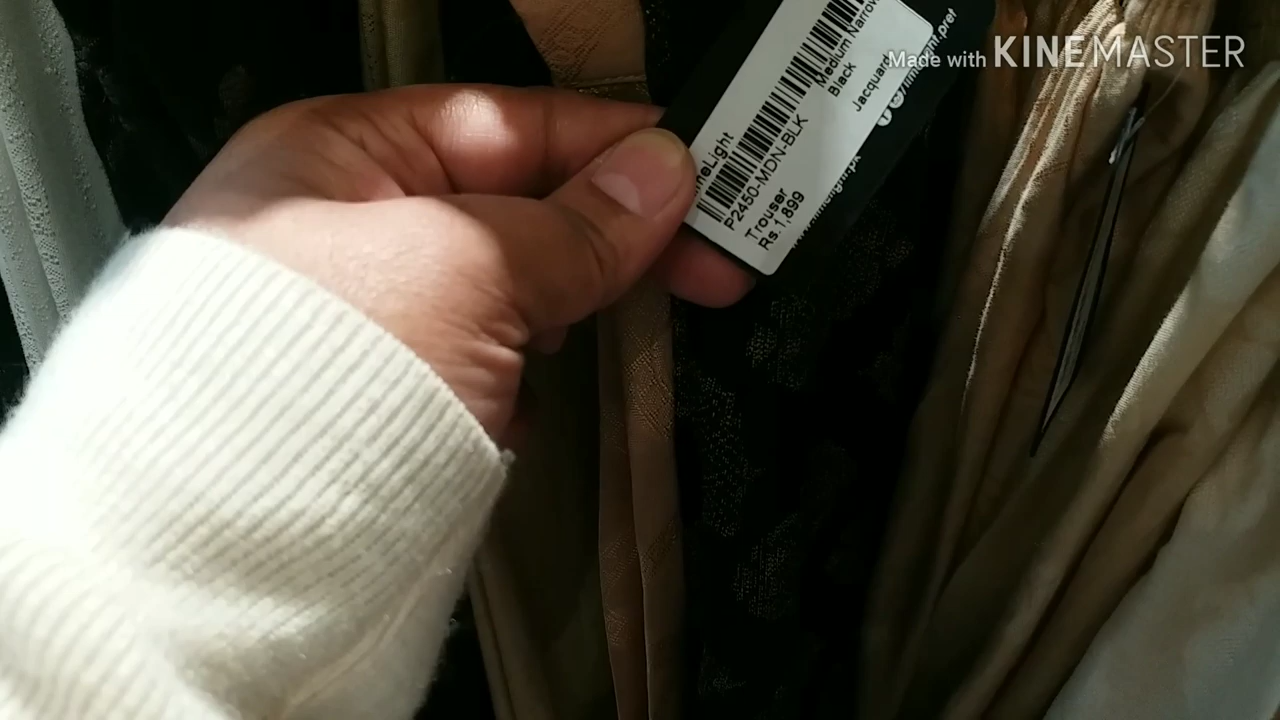 Made with KINEMASTER
Medium Narrow
Black
Jacquard
P2450-MDN-BLK
Trouser
Rs.1,899